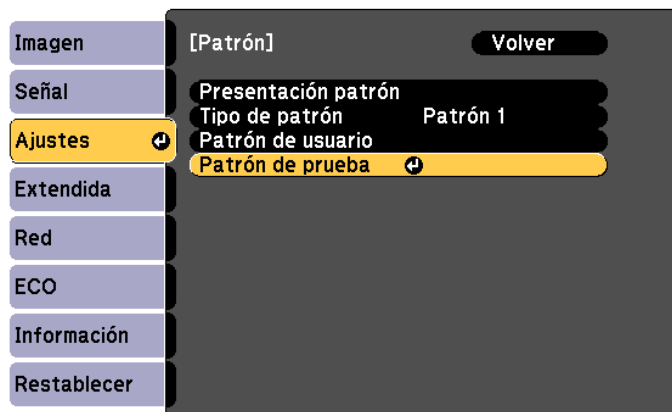 Imagen
Señal
Ajustes
Extendida
Red
ECO
Información
Restablecer
[Patrón] Volver
Presentación patrón
Tipo de patrón Patrón 1
Patrón de usuario
Patrón de prueba